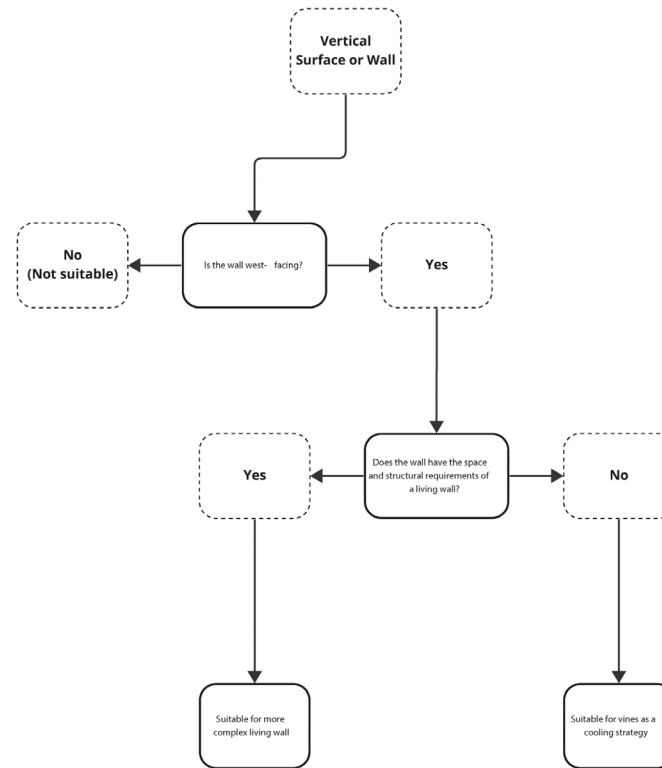 Vertical
Surface or Wall
No
(Not suitable)
Is the wall west- facing?
Yes
Yes
Does the wall have the space
and structural requirements of
a living wall?
No
Suitable for more
complex living wall
Suitable for vines as a
cooling strategy